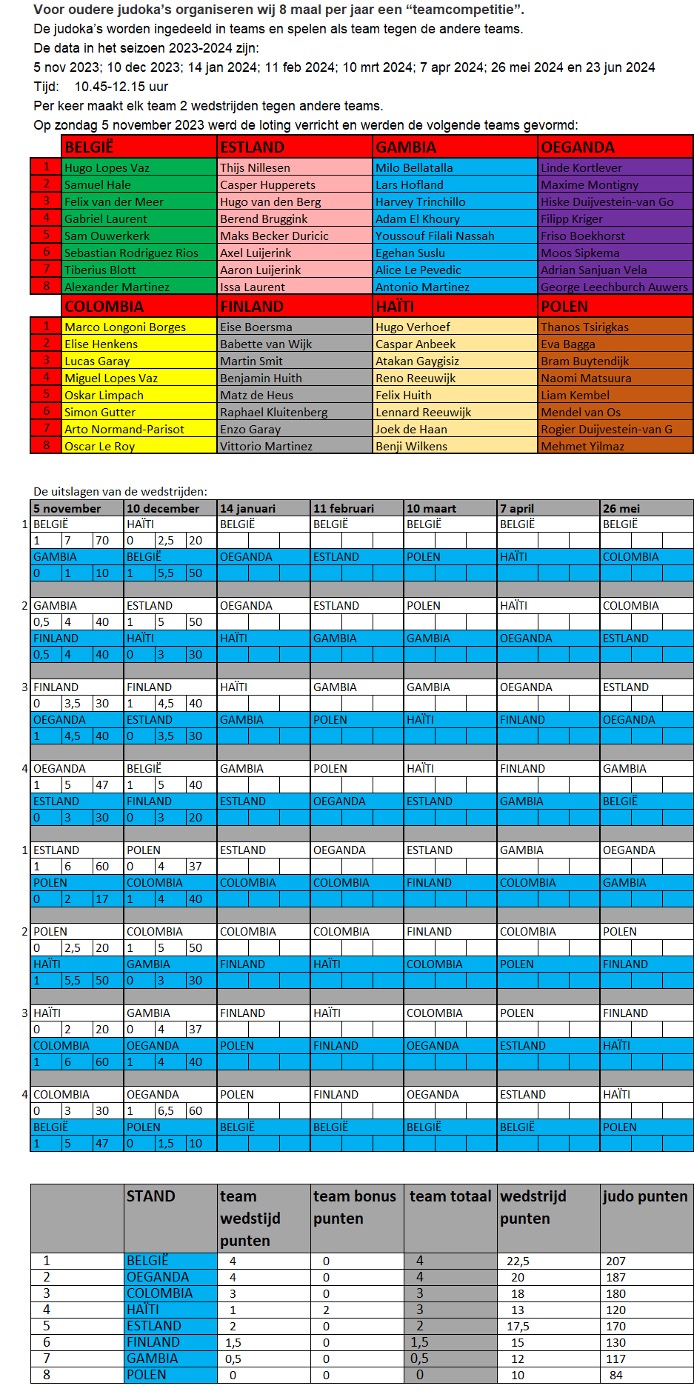 Voor oudere judoka's organiseren wij 8 maal per jaar een "teamcompetitie".
De judoka's worden ingedeeld in teams en spelen als team tegen de andere teams.
De data in het seizoen 2023-2024 zijn:
5 nov 2023; 10 dec 2023; 14 jan 2024; 11 feb 2024; 10 mrt 2024; 7 apr 2024; 26 mei 2024 en 23 jun 2024
Tijd: 10.45-12.15 uur
Per keer maakt elk team 2 wedstrijden tegen andere teams.
Op zondag 5 november 2023 werd de loting verricht en werden de volgende teams gevormd:
BELGIË ESTLAND GAMBIA OEGANDA
1 Hugo Lopes Vaz Thijs Nillesen Milo Bellatalla Linde Kortlever
2 Samuel Hale Casper Hupperets Lars Hofland Maxime Montigny
3 Felix van der Meer Hugo van den Berg Harvey Trinchillo Hiske Duijvestein-van Go
4 Gabriel Laurent Berend Bruggink Adam El Khoury Filipp Kriger
5 Sam Ouwerkerk Maks Becker Duricic Youssouf Filali Nassah Friso Boekhorst
6 Sebastian Rodriguez Rios Axel Luijerink Egehan Suslu Moos Sipkema
7 Tiberius Blott Aaron Luijerink Alice Le Pevedic Adrian Sanjuan Vela
8 Alexander Martinez Issa Laurent Antonio Martinez George Leechburch Auwers
COLOMBIA FINLAND HAÏTI POLEN
1 Marco Longoni Borges Eise Boersma Hugo Verhoef Thanos Tsirigkas
2 Elise Henkens Babette van Wijk Caspar Anbeek Eva Bagga
3 Lucas Garay Martin Smit Atakan Gaygisiz Bram Buytendijk
4 Miguel Lopes Vaz Benjamin Huith Reno Reeuwijk Naomi Matsuura
5 Oskar Limpach Matz de Heus Felix Huith Liam Kembel
6 Simon Gutter Raphael Kluitenberg Lennard Reeuwijk Mendel van Os
7 Arto Normand-Parisot Enzo Garay Joek de Haan Rogier Duijvestein-van G
8 Oscar Le Roy Vittorio Martinez Benji Wilkens Mehmet Yilmaz
De uitslagen van de wedstrijden:
5 november 10 december 14 januari 11 februari 10 maart 7 april 26 mei
1 BELGIË HAÏTI BELGIË BELGIË BELGIË BELGIË BELGIË
1 7 70 0 2,5 20
GAMBIA BELGIË OEGANDA ESTLAND POLEN HAÏTI COLOMBIA
0 1 10 1 5,5 50
2 GAMBIA ESTLAND OEGANDA ESTLAND POLEN HAÏTI COLOMBIA
0,5 4 40 1 5 50
FINLAND HAÏTI HAÏTI GAMBIA GAMBIA OEGANDA ESTLAND
0,5 4 40 0 3 30
3 FINLAND FINLAND HAÏTI GAMBIA GAMBIA OEGANDA ESTLAND
0 3,5 30 1 4,5 40
OEGANDA ESTLAND GAMBIA POLEN HAÏTI FINLAND OEGANDA
1 4,5 40 0 3,5 30
4 OEGANDA BELGIË GAMBIA POLEN HAÏTI FINLAND GAMBIA
1 5 47 1 5 40
ESTLAND FINLAND ESTLAND OEGANDA ESTLAND GAMBIA BELGIË
0 3 30 0 3 20
1 ESTLAND POLEN ESTLAND OEGANDA ESTLAND GAMBIA OEGANDA
1 6 60 0 4 37
POLEN COLOMBIA COLOMBIA COLOMBIA FINLAND COLOMBIA GAMBIA
0 2 17 1 4 40
2 POLEN COLOMBIA COLOMBIA COLOMBIA FINLAND COLOMBIA POLEN
0 2,5 20 1 5 50
HAÏTI GAMBIA FINLAND HAÏTI COLOMBIA POLEN FINLAND
1 5,5 50 0 3 30
3 HAÏTI GAMBIA FINLAND HAÏTI COLOMBIA POLEN FINLAND
0 2 20 0 4 37
COLOMBIA OEGANDA POLEN FINLAND OEGANDA ESTLAND HAÏTI
1 6 60 1 4 40
4 COLOMBIA OEGANDA POLEN FINLAND OEGANDA ESTLAND HAÏTI
0 3 30 1 6,5 60
BELGIË POLEN BELGIË BELGIË BELGIË BELGIË POLEN
1 5 47 0 1,5 10
STAND team wedstijd punten team bonus punten team totaal wedstrijd punten judo punten
1 BELGIË 4 0 4 22,5 207
2 OEGANDA 4 0 4 20 187
3 COLOMBIA 3 0 3 18 180
4 HAÏTI 1 2 3 13 120
5 ESTLAND 2 0 2 17,5 170
6 FINLAND 1,5 0 1,5 15 130
7 GAMBIA 0,5 0 0,5 12 117
8 POLEN 0 0 0 10 84